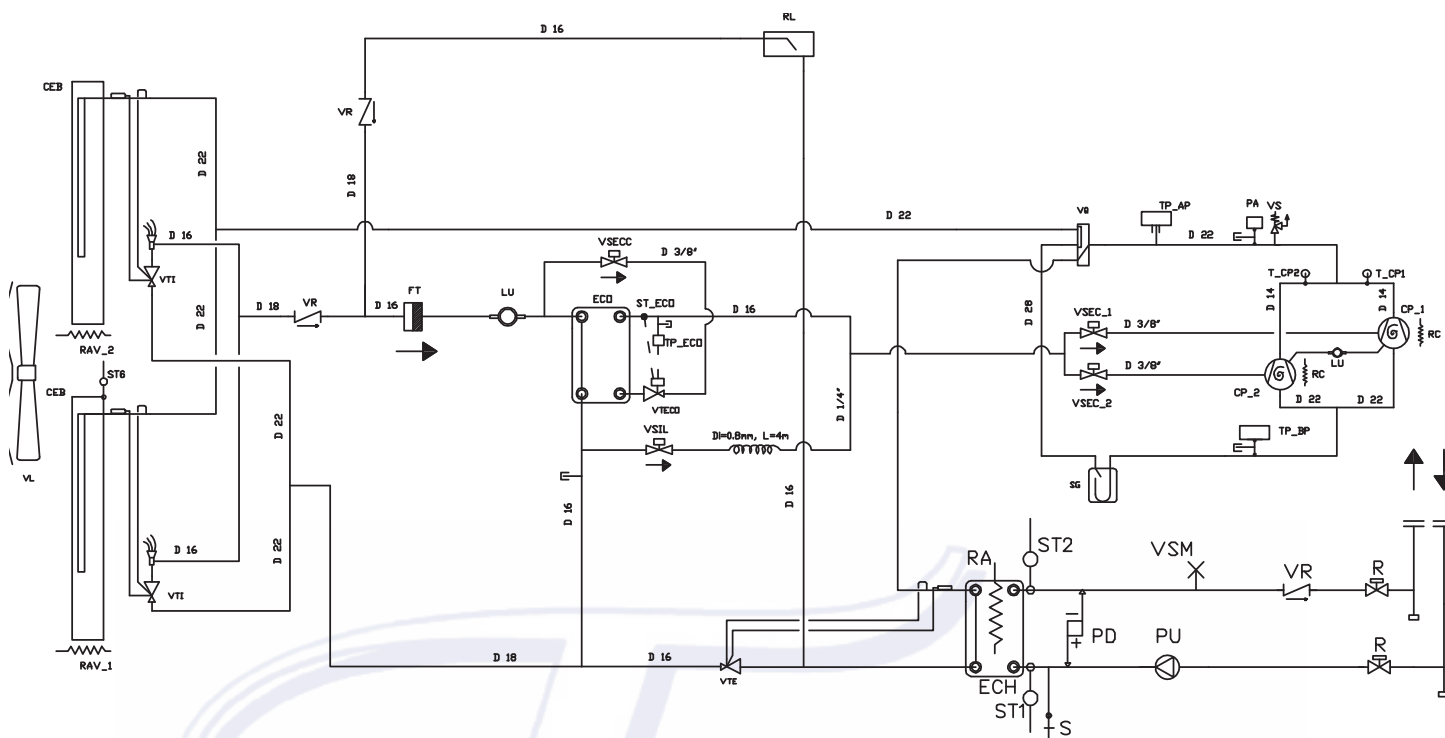 D 16
RL
CEB
VR
D 22
D 18
D 22
VQ
TP_AP
PA
VS
D 22
D 16
VTI
VSECC
D 3/8"
T_CP2
T_CP1
D 14
D 14
D 28
FT
LU
ECO
ST_ECO
D 16
D 18
VR
D 16
D 22
VSEC_1
D 3/8"
CP_1
RC
TP_ECO
RAV_2
ST6
CEB
VTECO
VSEC_2
D 3/8"
CP_2
RC
LU
D 22
D 22
D 22
D 1/4"
VSIL
DI=0.8mm, L=4m
TP_BP
VL
SG
D 16
D 16
D 16
D 22
VTI
RA
ST2
VSM
VR
R
PD
PU
R
RAV_1
D 18
D 16
VTE
ECH
ST1
S